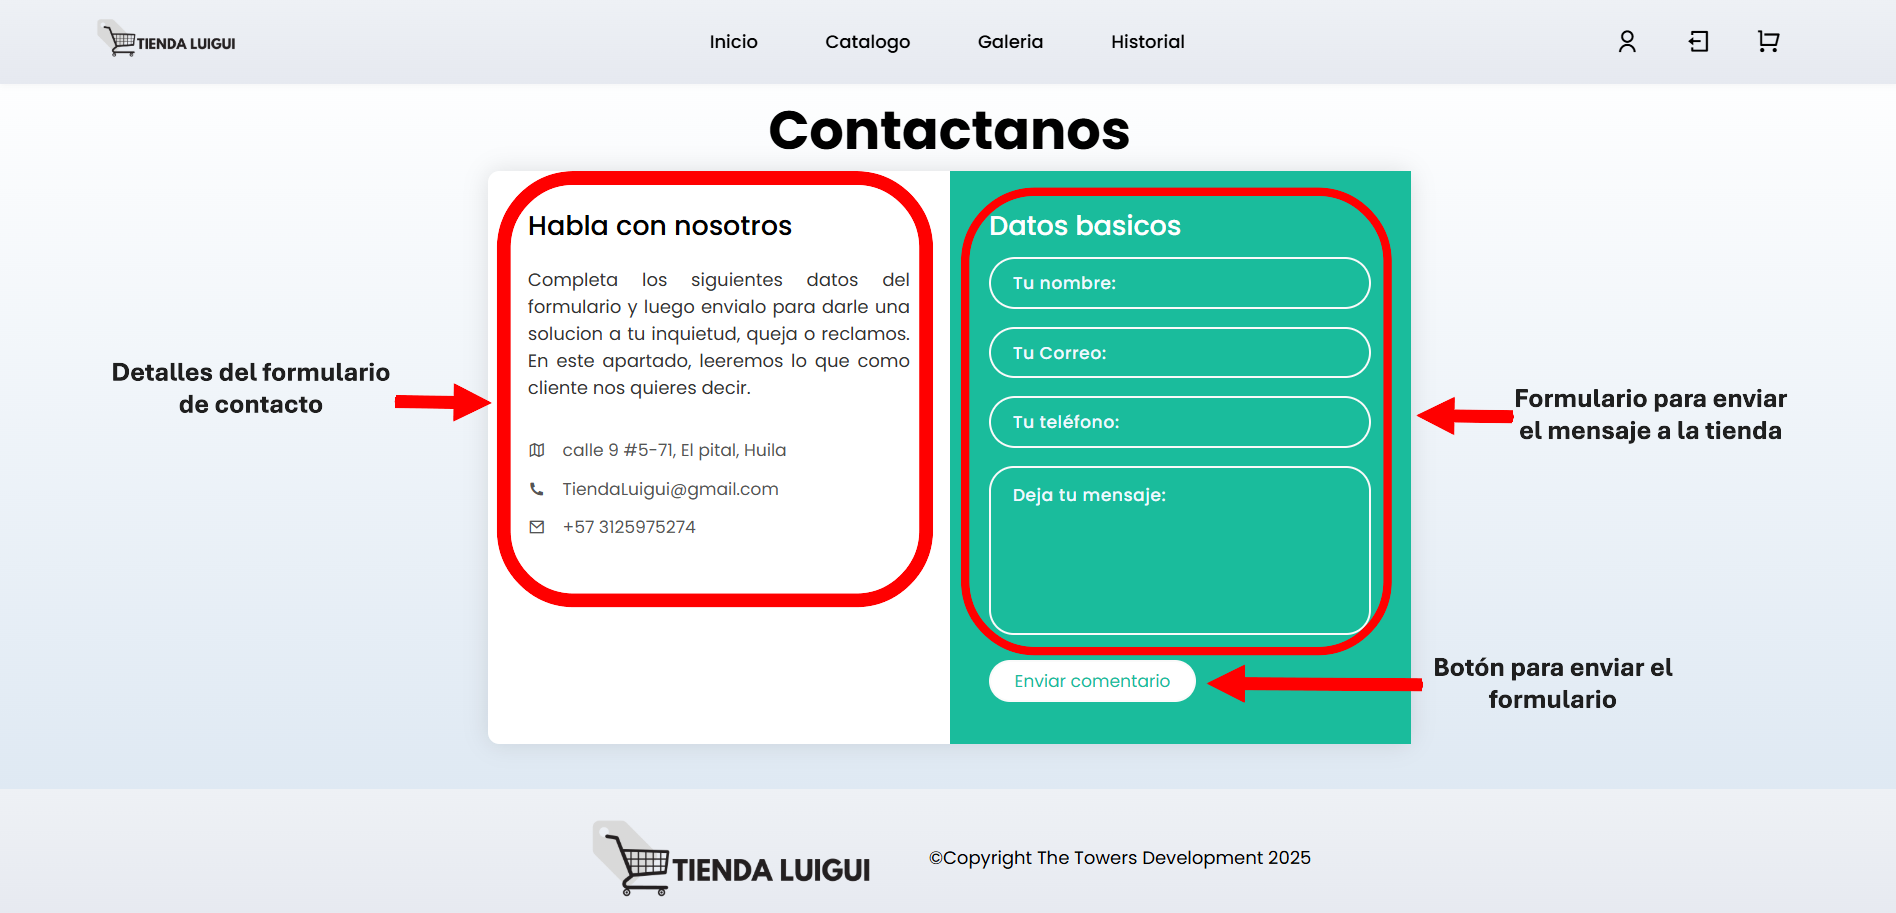 TIENDA LUIGUI
Inicio
Catalogo
Galeria
Historial
Contactanos
Habla con nosotros
Completa los siguientes datos del
formulario y luego envialo para darle una
solucion a tu inquietud, queja o reclamos.
En este apartado, leeremos lo que como
cliente nos quieres decir.
calle 9 #5-71, El pital, Huila
TiendaLuigui@gmail.com
+57 3125975274
Datos basicos
Tu nombre:
Tu Correo:
Tu teléfono:
Deja tu mensaje:
Enviar comentario
Detalles del formulario
de contacto
Formulario para enviar
el mensaje a la tienda
Botón para enviar el
formulario
TIENDA LUIGUI
©Copyright The Towers Development 2025